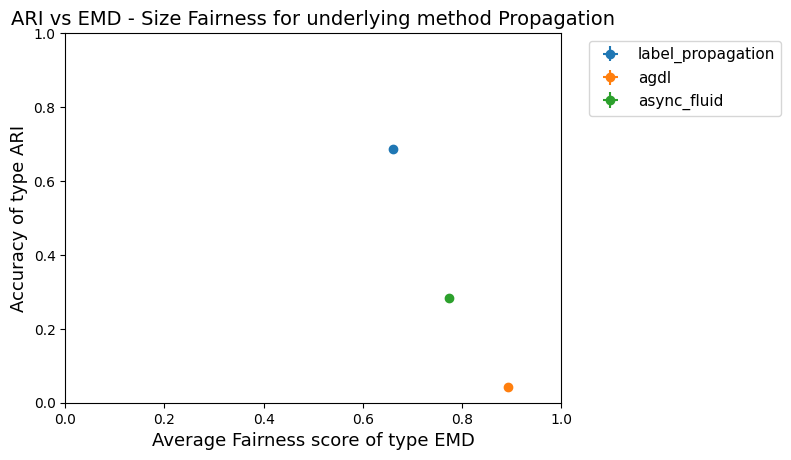 ARI vs EMD - Size Fairness for underlying method Propagation
1.0
0.8
0.6
0.4
0.2
0.0
Accuracy of type ARI
0.0 0.2 0.4 0.6 0.8 1.0
Average Fairness score of type EMD
label_propagation
agdl
async_fluid